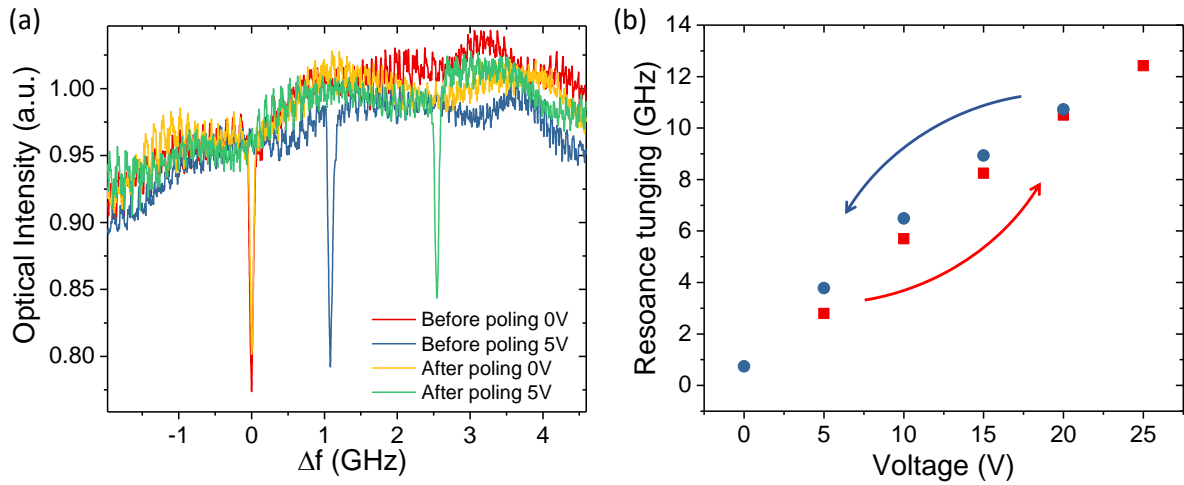 (a)
Optical Intensity (a.u.)
1.00
0.95
0.90
0.85
0.80
Before poling 0V
Before poling 5V
After poling 0V
After poling 5V
-1 0 1 2 3 4
Δf (GHz)
(b)
Resoance tunging (GHz)
14
12
10
8
6
4
2
0
0 5 10 15 20 25
Voltage (V)